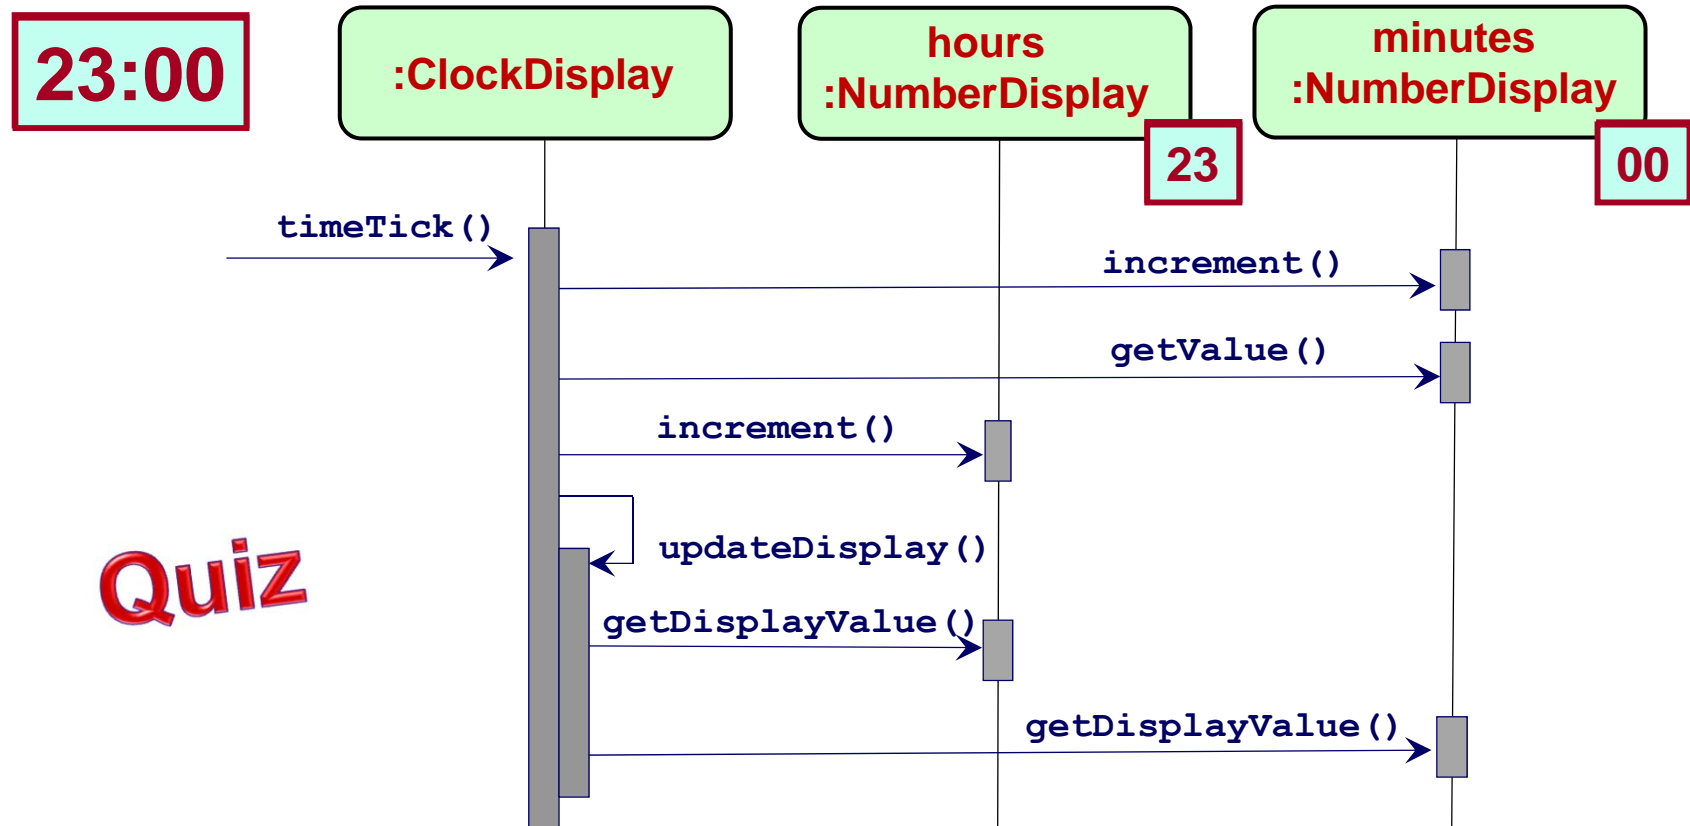 23:00
:ClockDisplay
hours
:NumberDisplay
23
minutes
:NumberDisplay
00
timeTick()
increment()
getValue()
increment()
updateDisplay()
Quiz
getDisplayValue()
getDisplayValue()